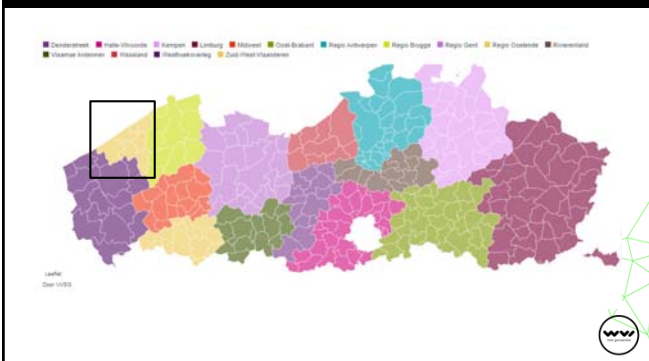 Denderstreek Halle-Vilvoorde Kempen Limburg Midwest Oost-Brabant Regio Antwerpen Regio Brugge Regio Gent Regio Oostende Rivierenland
Vlaamse Ardennen Waasland Westhoekoverleg Zuid-West-Vlaanderen
Leaflet
Door VVSG